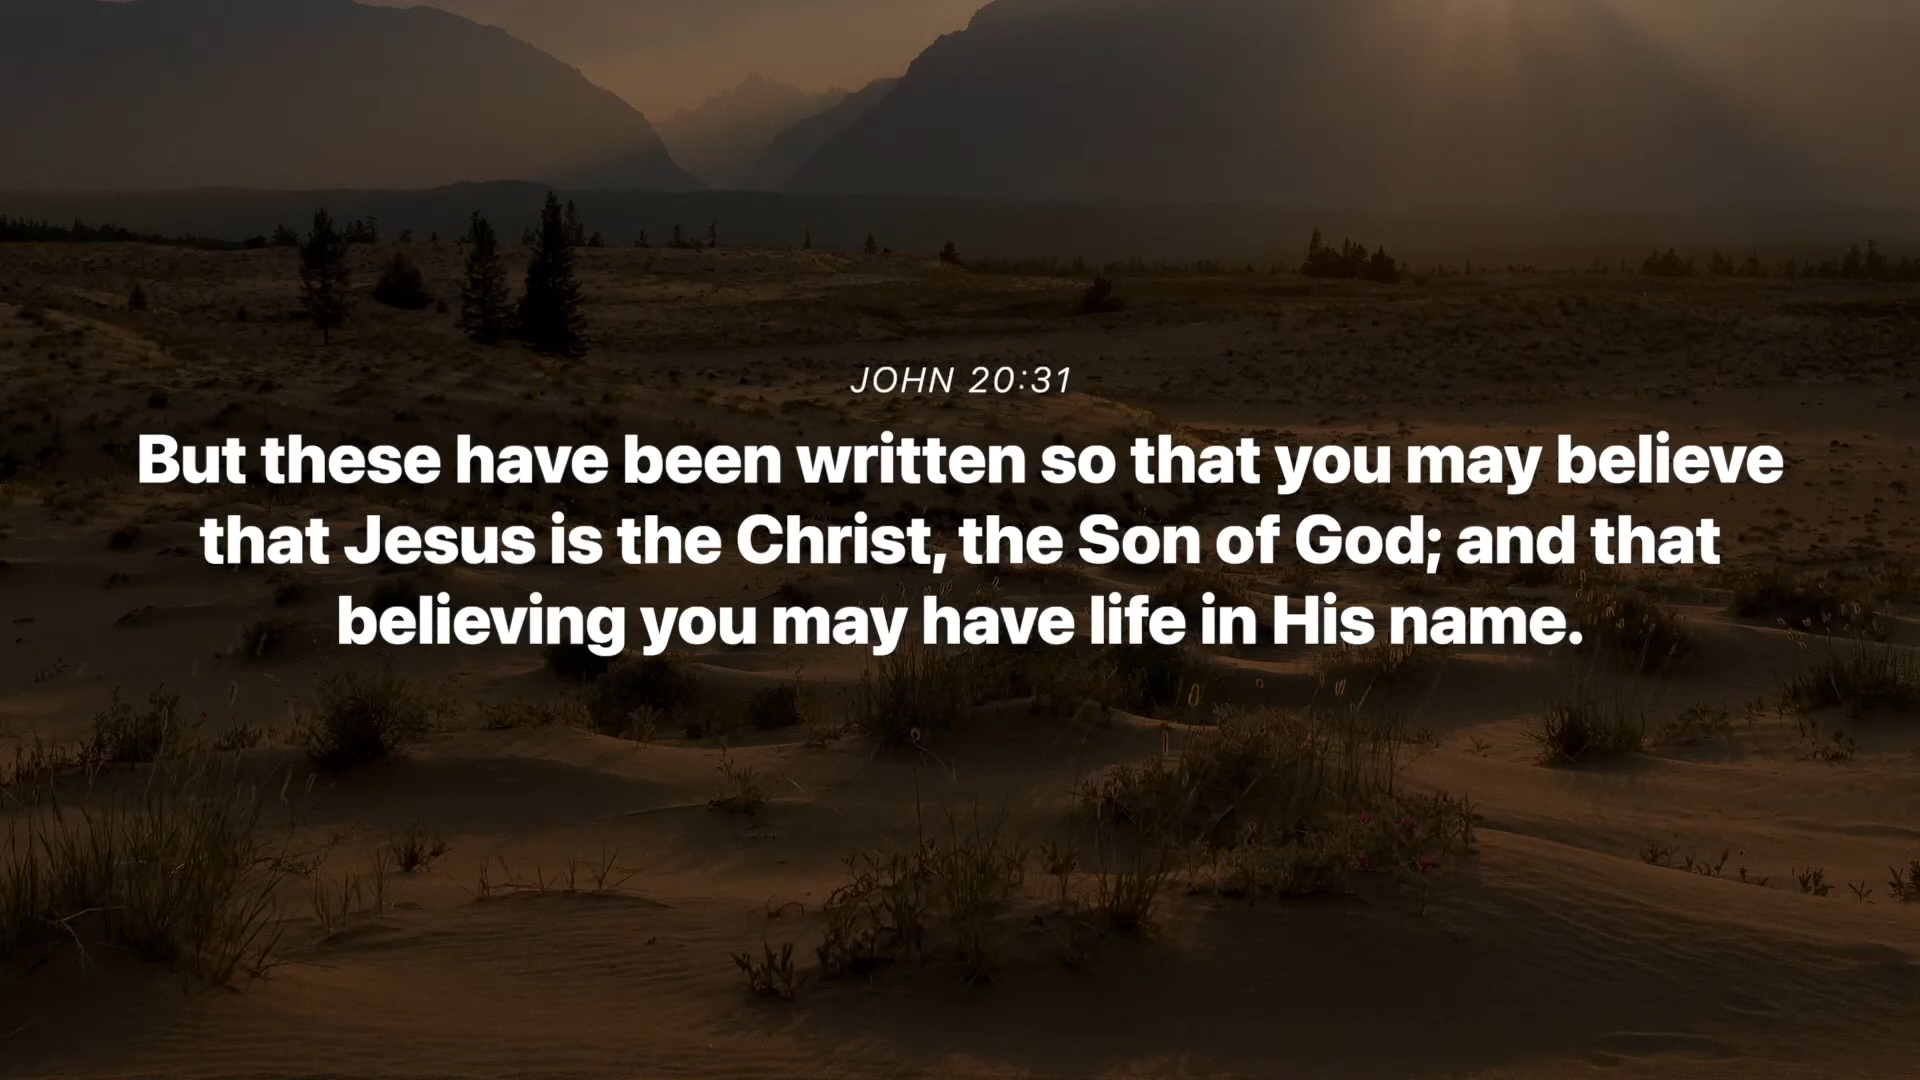 JOHN 20:31
But these have been written so that you may believe
that Jesus is the Christ, the Son of God; and that
believing you may have life in His name.